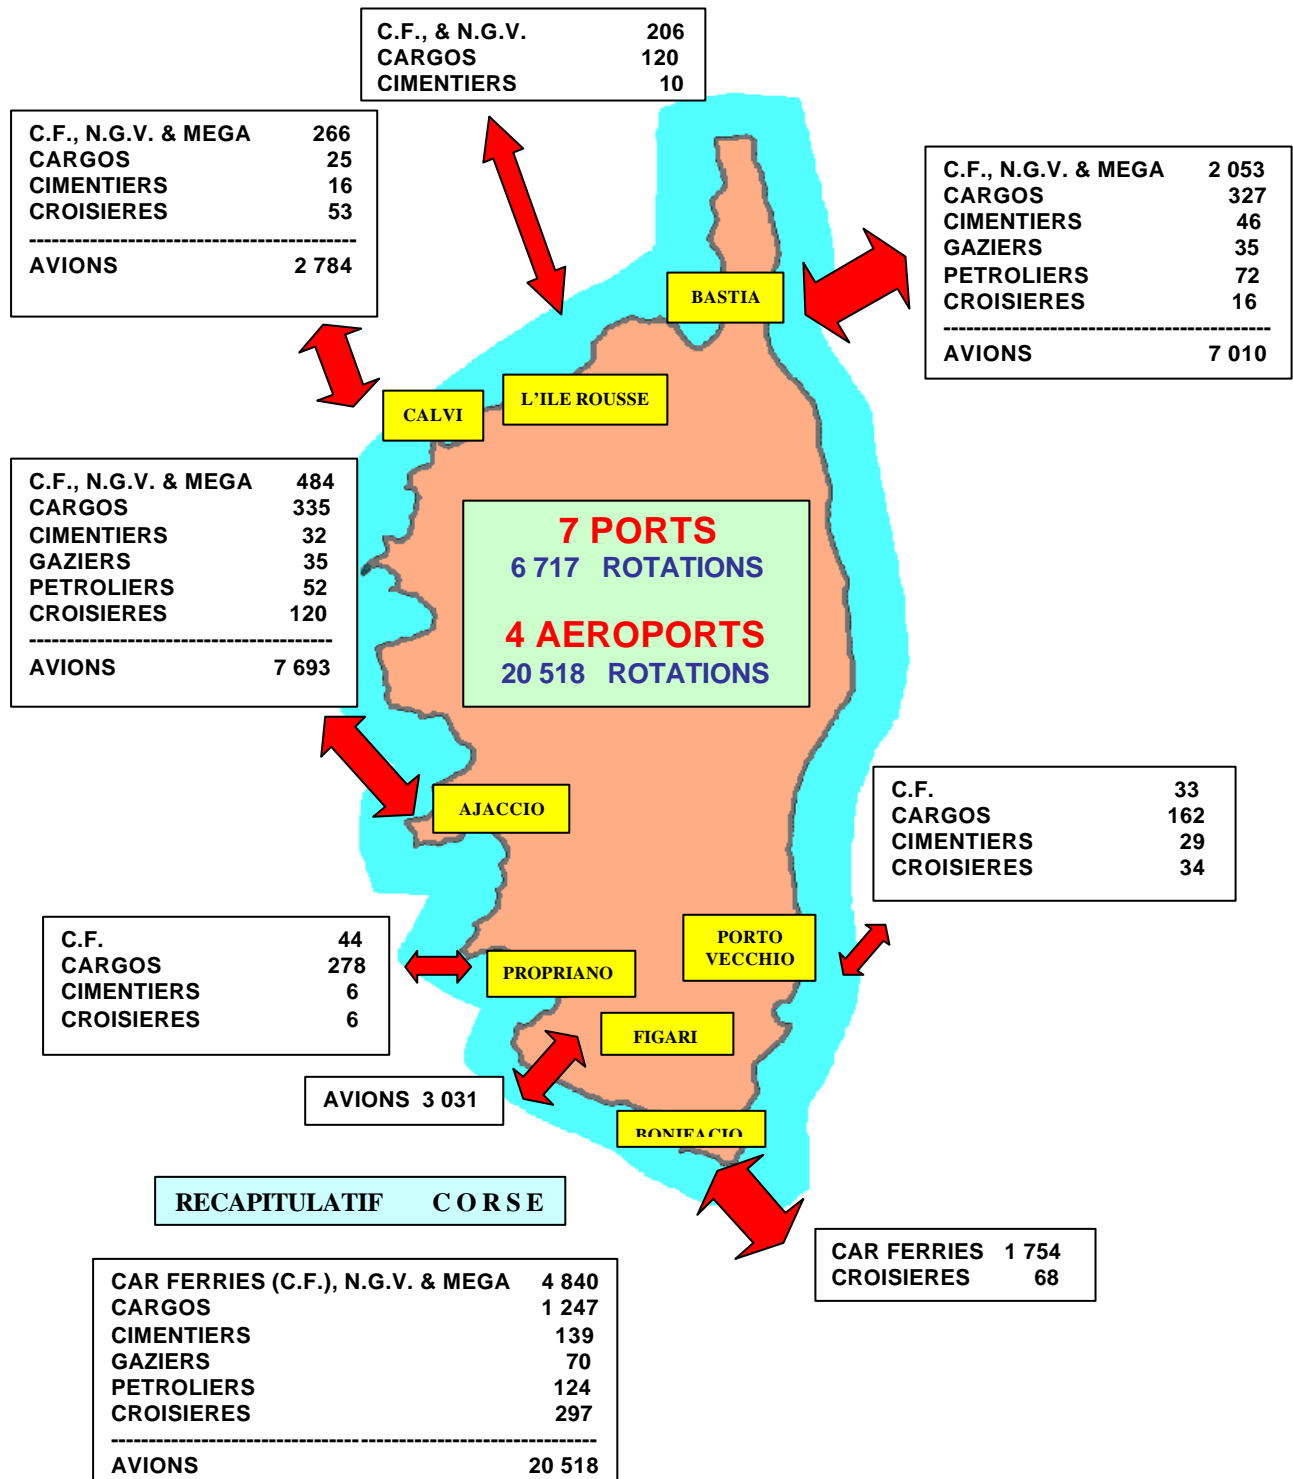 C.F., & N.G.V. 206
CARGOS 120
CIMENTIERS 10
C.F., N.G.V. & MEGA 266
CARGOS 25
CIMENTIERS 16
CROISIERES 53
AVIONS 2 784
C.F., N.G.V. & MEGA 2 053
CARGOS 327
CIMENTIERS 46
GAZIERS 35
PETROLIERS 72
CROISIERES 16
AVIONS 7 010
BASTIA
L'ILE ROUSSE
CALVI
C.F., N.G.V. & MEGA 484
CARGOS 335
CIMENTIERS 32
GAZIERS 35
PETROLIERS 52
CROISIERES 120
AVIONS 7 693
7 PORTS
6 717 ROTATIONS
4 AEROPORTS
20 518 ROTATIONS
AJACCIO
C.F. 33
CARGOS 162
CIMENTIERS 29
CROISIERES 34
C.F. 44
CARGOS 278
CIMENTIERS 6
CROISIERES 6
PROPRIANO
PORTO
VECCHIO
FIGARI
AVIONS 3 031
BONIFACIO
RECAPITULATIF C O R S E
CAR FERRIES 1 754
CROISIERES 68
CAR FERRIES (C.F.), N.G.V. & MEGA 4 840
CARGOS 1 247
CIMENTIERS 139
GAZIERS 70
PETROLIERS 124
CROISIERES 297
AVIONS 20 518